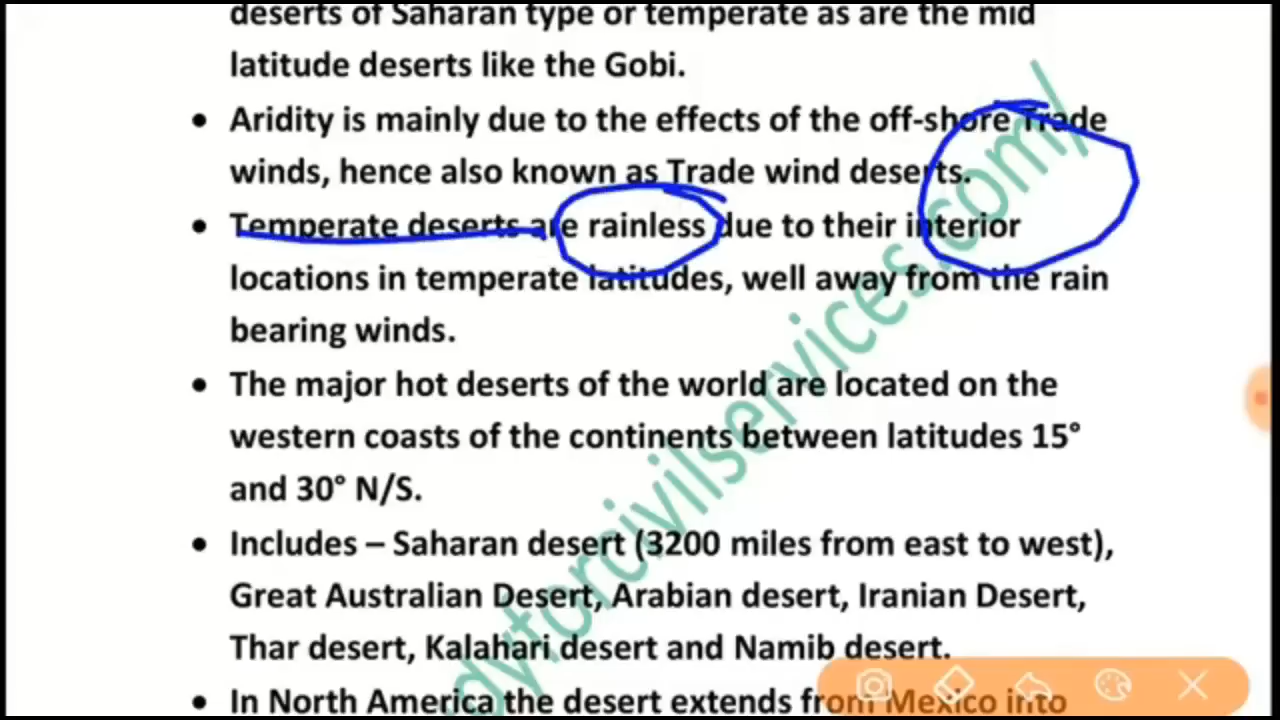 deserts of Saharan type or temperate as are the mid
latitude deserts like the Gobi.
• Aridity is mainly due to the effects of the off-shore Trade
winds, hence also known as Trade wind deserts.
• Temperate deserts are rainless due to their interior
locations in temperate latitudes, well away from the rain
bearing winds.
• The major hot deserts of the world are located on the
western coasts of the continents between latitudes 15°
and 30° N/S.
• Includes – Saharan desert (3200 miles from east to west),
Great Australian Desert, Arabian desert, Iranian Desert,
Thar desert, Kalahari desert and Namib desert.
• In North America the desert extends from Mexico into
dyforcivilservices.com/